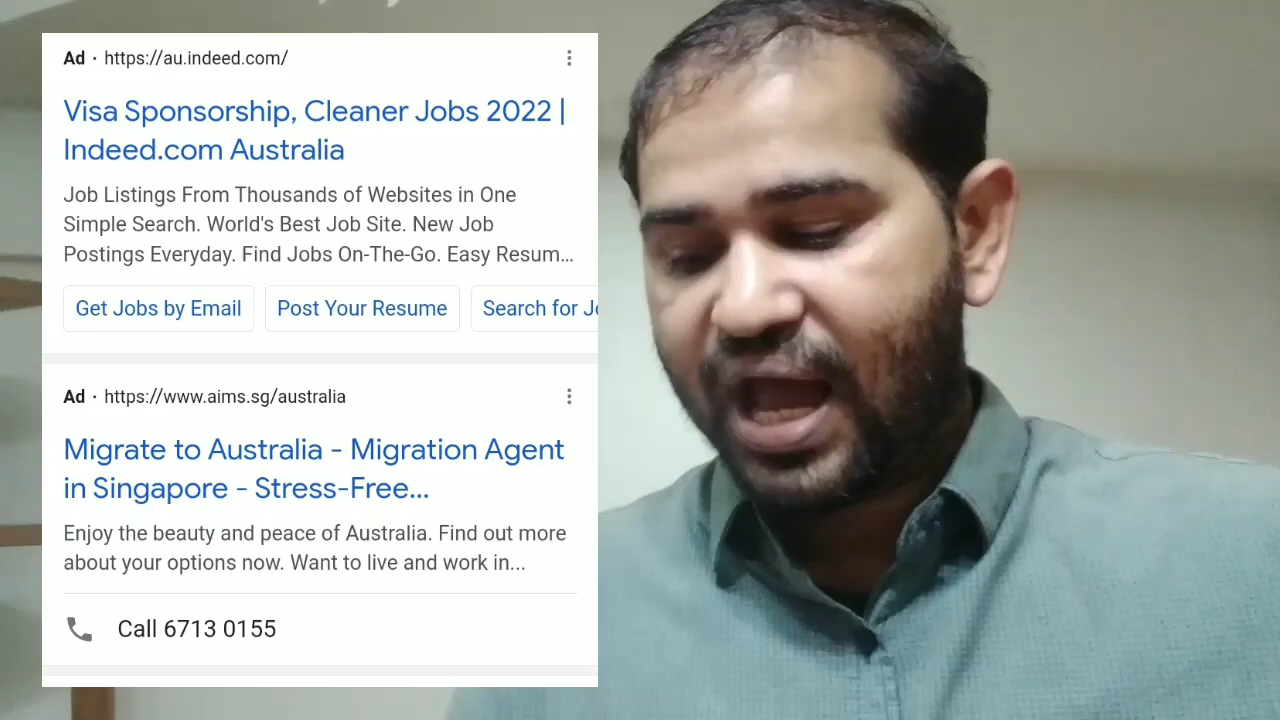 Ad · https://au.indeed.com/
Visa Sponsorship, Cleaner Jobs 2022 |
Indeed.com Australia
Job Listings From Thousands of Websites in One
Simple Search. World's Best Job Site. New Job
Postings Everyday. Find Jobs On-The-Go. Easy Resum...
Get Jobs by Email
Post Your Resume
Search for Jo
Ad · https://www.aims.sg/australia
Migrate to Australia - Migration Agent
in Singapore - Stress-Free...
Enjoy the beauty and peace of Australia. Find out more
about your options now. Want to live and work in...
Call 6713 0155